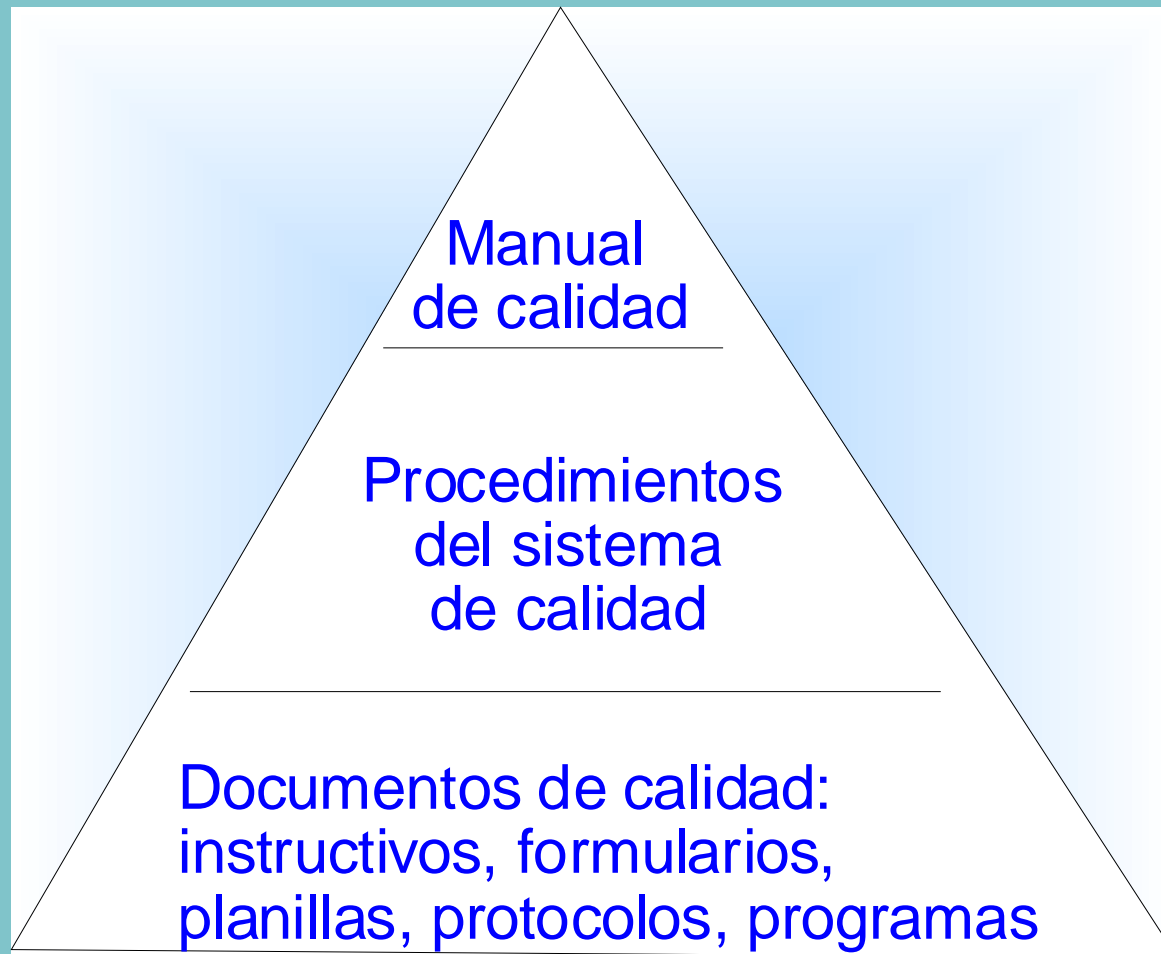 Manual
de calidad
Procedimientos
del sistema
de calidad
Documentos de calidad:
instructivos, formularios,
planillas, protocolos, programas